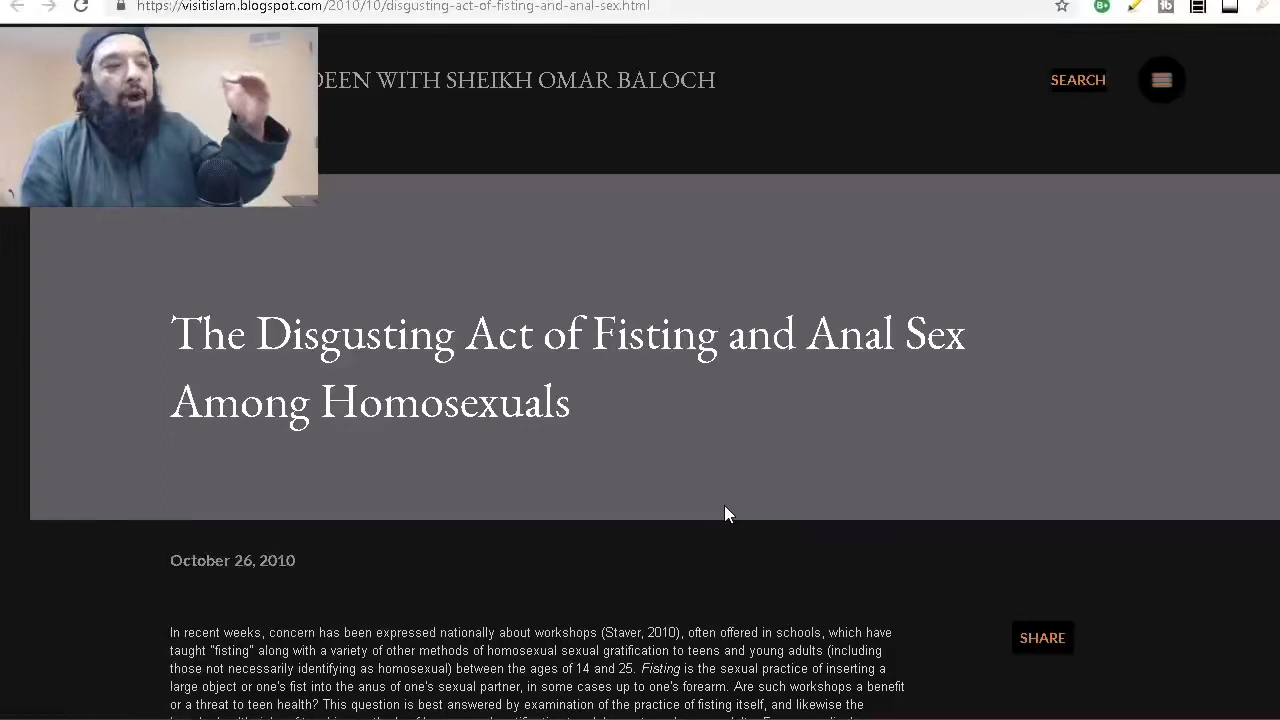 https://visitislam.blogspot.com/2010/10/disgusting-act-of-fisting-and-anal-sex.html
DEEN WITH SHEIKH OMAR BALOCH
SEARCH
The Disgusting Act of Fisting and Anal Sex
Among Homosexuals
October 26, 2010
In recent weeks, concern has been expressed nationally about workshops (Staver, 2010), often offered in schools, which have
taught "fisting" along with a variety of other methods of homosexual sexual gratification to teens and young adults (including
those not necessarily identifying as homosexual) between the ages of 14 and 25. Fisting is the sexual practice of inserting a
large object or one's fist into the anus of one's sexual partner, in some cases up to one's forearm. Are such workshops a benefit
or a threat to teen health? This question is best answered by examination of the practice of fisting itself, and likewise the
SHARE